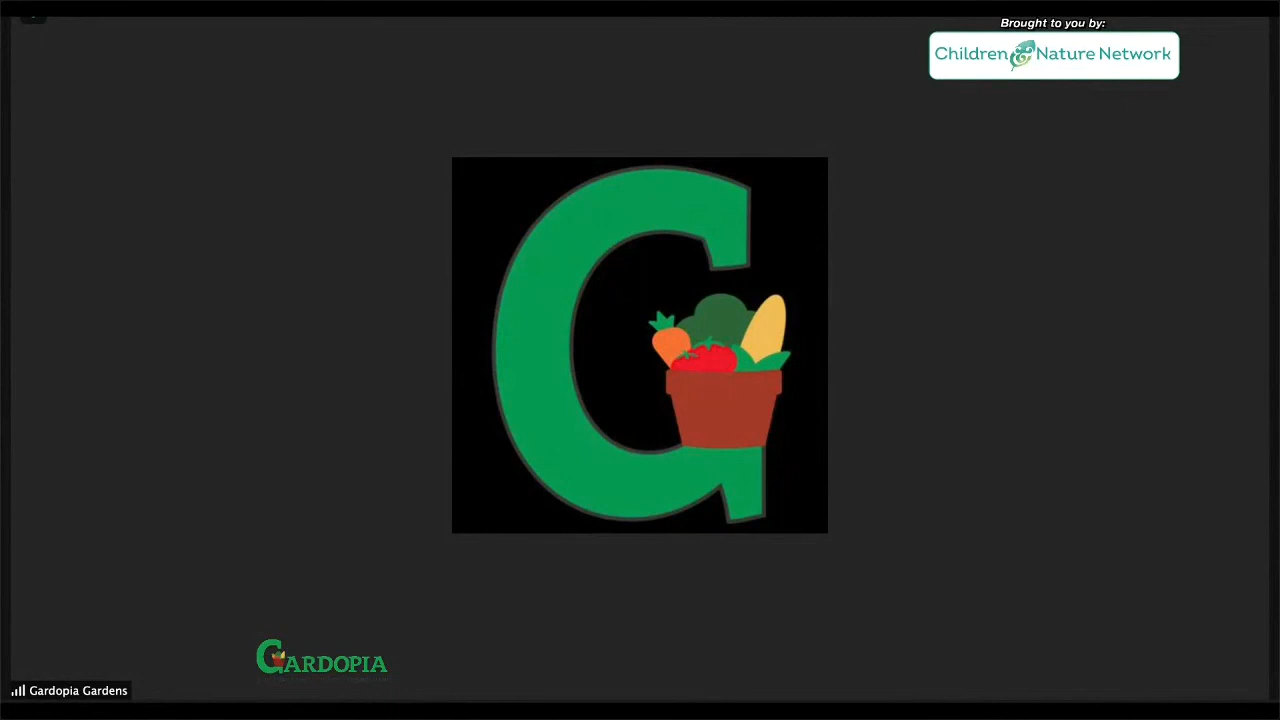 Brought to you by:
Children & Nature Network
G
GARDOPIA
Gardopia Gardens